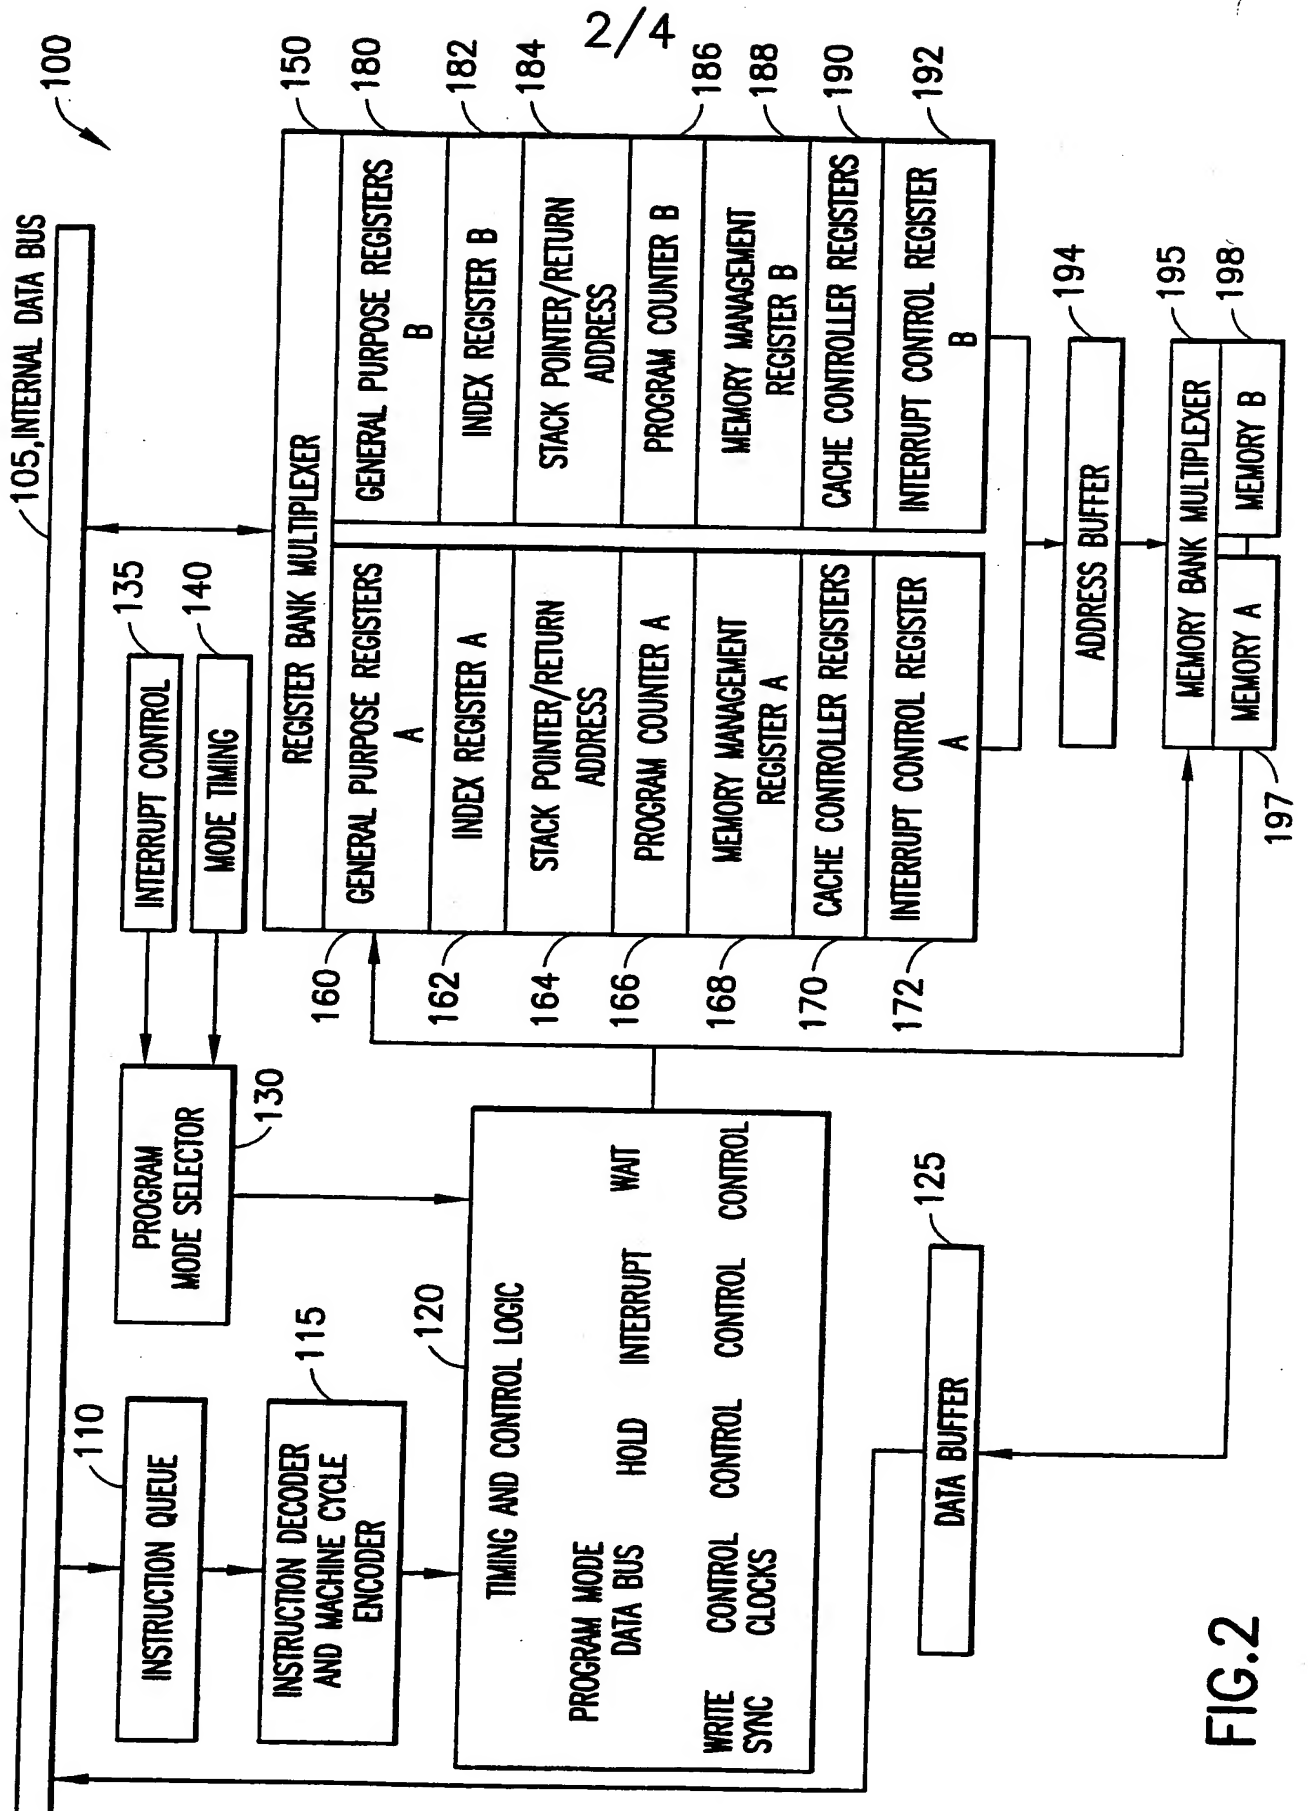 2/4
100
105,INTERNAL DATA BUS
110
INSTRUCTION QUEUE
115
INSTRUCTION DECODER
AND MACHINE CYCLE
ENCODER
PROGRAM
MODE SELECTOR
130
INTERRUPT CONTROL
135
MODE TIMING
140
120
TIMING AND CONTROL LOGIC
PROGRAM MODE
DATA BUS
HOLD
INTERRUPT
WAIT
WRITE
SYNC
CONTROL
CLOCKS
CONTROL
CONTROL
CONTROL
DATA BUFFER
125
REGISTER BANK MULTIPLEXER
150
160
GENERAL PURPOSE REGISTERS
A
GENERAL PURPOSE REGISTERS
B
180
162
INDEX REGISTER A
INDEX REGISTER B
182
164
STACK POINTER/RETURN
ADDRESS
STACK POINTER/RETURN
ADDRESS
184
166
PROGRAM COUNTER A
PROGRAM COUNTER B
186
168
MEMORY MANAGEMENT
REGISTER A
MEMORY MANAGEMENT
REGISTER B
188
170
CACHE CONTROLLER REGISTERS
CACHE CONTROLLER REGISTERS
190
172
INTERRUPT CONTROL REGISTER
A
INTERRUPT CONTROL REGISTER
B
192
ADDRESS BUFFER
194
MEMORY BANK MULTIPLEXER
195
197
MEMORY A
MEMORY B
198
FIG.2